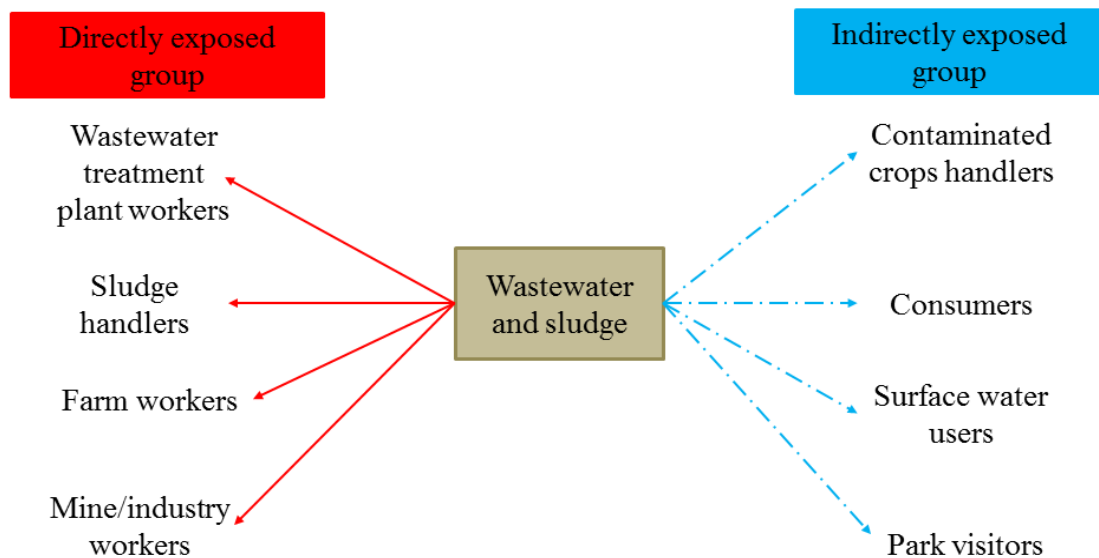 Directly exposed
group
Indirectly exposed
group
Wastewater
treatment
plant workers
Contaminated
crops handlers
Sludge
handlers
Wastewater
and sludge
Consumers
Farm workers
Surface water
users
Mine/industry
workers
Park visitors